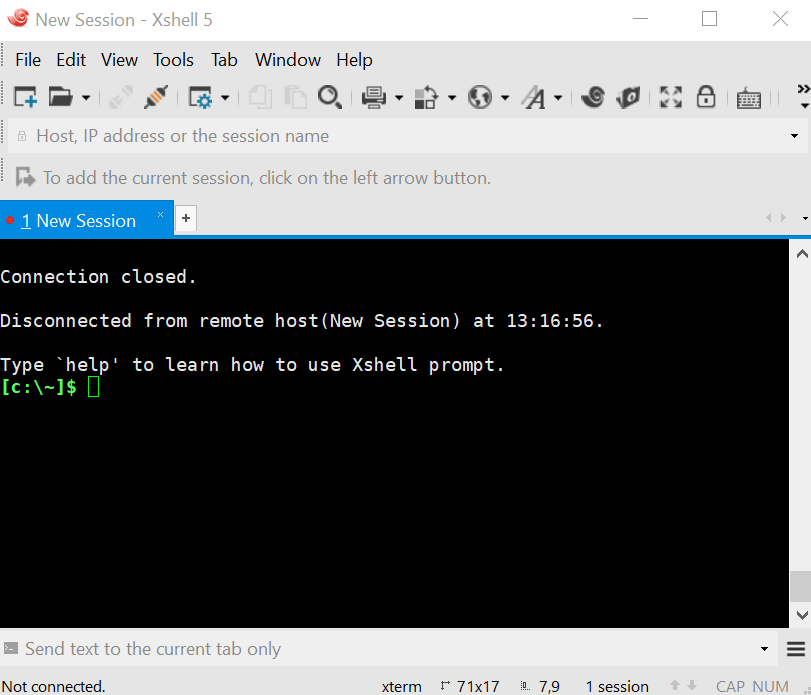 New Session - Xshell 5
File Edit View Tools Tab Window Help
Host, IP address or the session name
To add the current session, click on the left arrow button.
1 New Session
Connection closed.
Disconnected from remote host(New Session) at 13:16:56.
Type `help' to learn how to use Xshell prompt.
[c:\~]$
Send text to the current tab only
Not connected. xterm 71x17 7,9 1 session CAP NUM